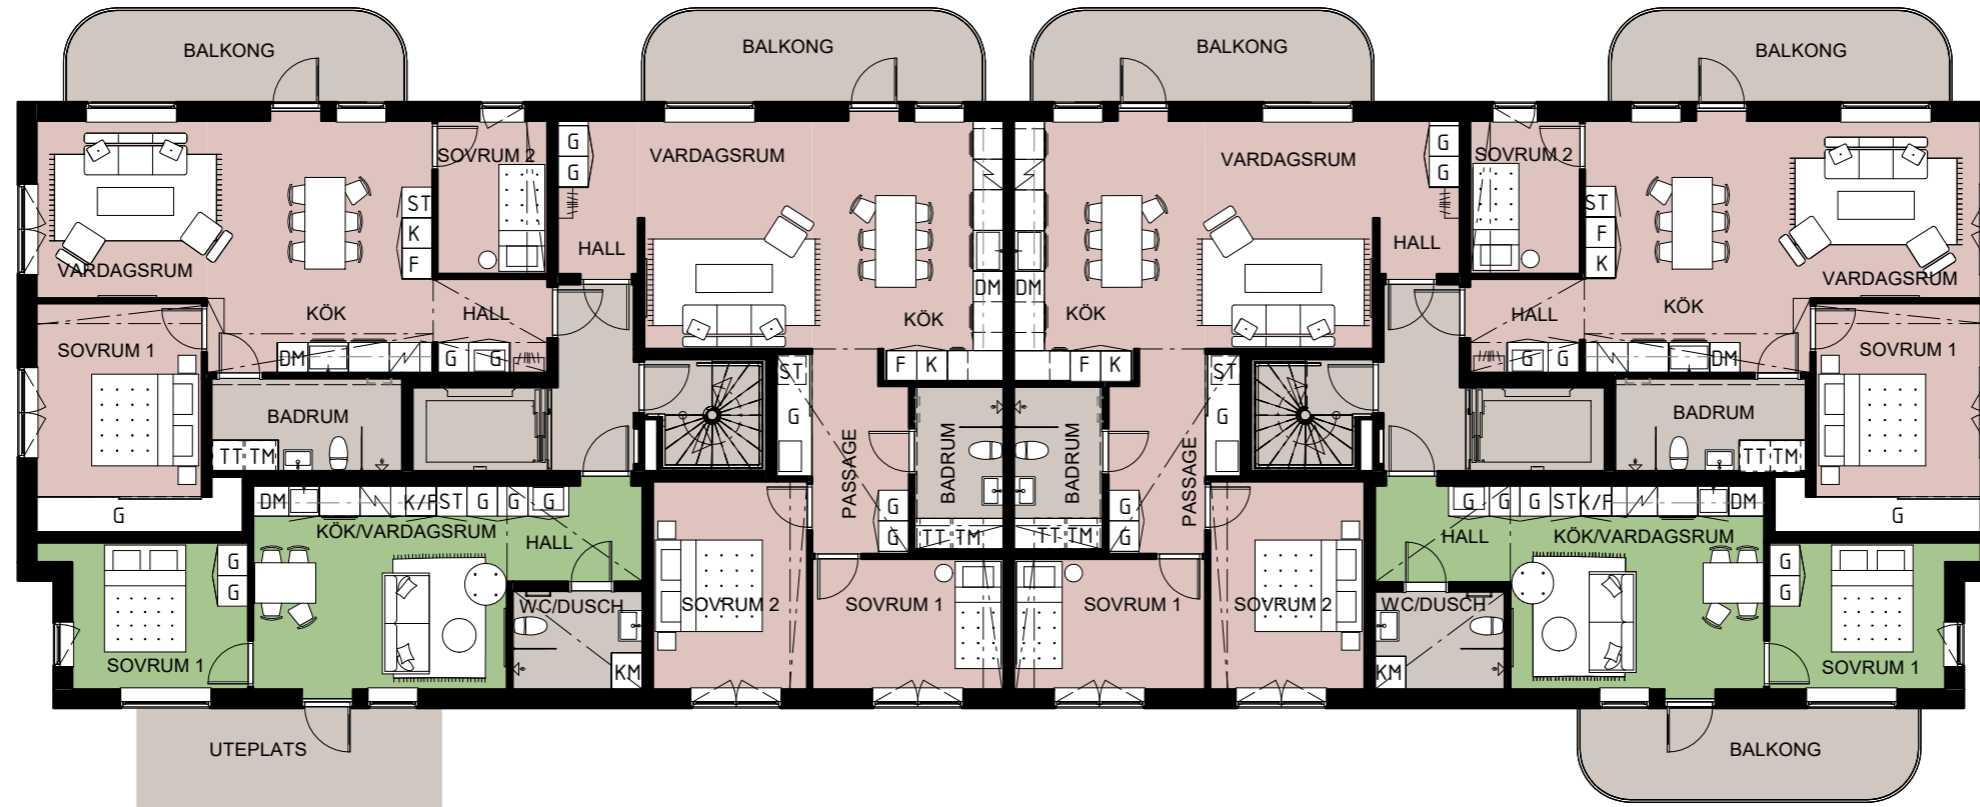 BALKONG
BALKONG
BALKONG
BALKONG
VARDAGSRUM
SOVRUM 2
G
G
HALL
VARDAGSRUM
VARDAGSRUM
G
G
HALL
SOVRUM 2
ST
K
F
ST
F
K
VARDAGSRUM
KÖK
HALL
DM
G
G
KÖK
DM
DM
KÖK
F
K
F
K
HALL
G
G
KÖK
DM
VARDAGSRUM
SOVRUM 1
SOVRUM 1
BADRUM
TT
TM
ST
G
PASSAGE
BADRUM
BADRUM
PASSAGE
ST
G
BADRUM
TT
TM
G
G
G
TT
TM
TT
TM
G
G
G
DM
K/F
ST
G
G
G
KÖK/VARDAGSRUM
HALL
G
G
G
ST
K/F
DM
HALL
KÖK/VARDAGSRUM
G
G
SOVRUM 1
WC/DUSCH
KM
SOVRUM 2
SOVRUM 1
SOVRUM 1
SOVRUM 2
WC/DUSCH
KM
G
G
SOVRUM 1
UTEPLATS
BALKONG